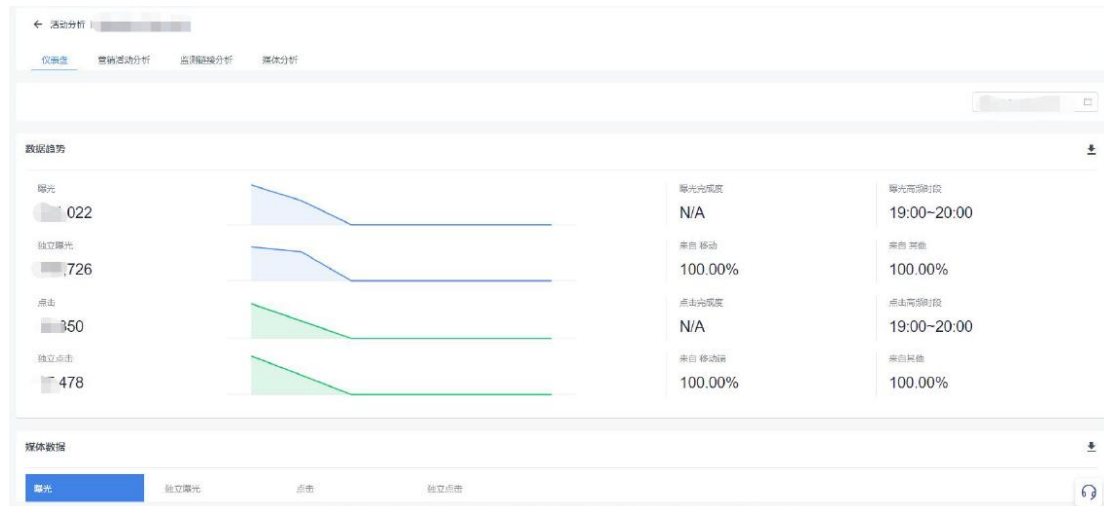 ← 活动分析
仪表盘 营销活动分析 监测链接分析 媒体分析
数据趋势
曝光 曝光完成度 曝光高频时段
022 N/A 19:00~20:00
独立曝光 来自 移动 来自 其他
,726 100.00% 100.00%
点击 点击完成度 点击高频时段
350 N/A 19:00~20:00
独立点击 来自 移动端 来自其他
478 100.00% 100.00%
媒体数据
曝光 独立曝光 点击 独立点击